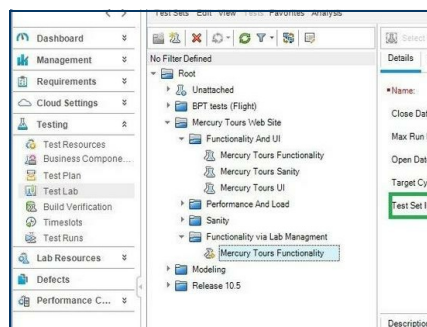 Test Sets Edit View Tests Favorites Analysis
Dashboard
Management
Requirements
Cloud Settings
Testing
Test Resources
Business Compone...
Test Plan
Test Lab
Build Verification
Timeslots
Test Runs
Lab Resources
Defects
Performance C...
No Filter Defined
Root
Unattached
BPT tests (Flight)
Mercury Tours Web Site
Functionality And UI
Mercury Tours Functionality
Mercury Tours Sanity
Mercury Tours UI
Performance And Load
Sanity
Functionality via Lab Managment
Mercury Tours Functionality
Modeling
Release 10.5
Select
Details
*Name:
Close Dat
Max Run
Open Dat
Target Cy
Test Set I
Description